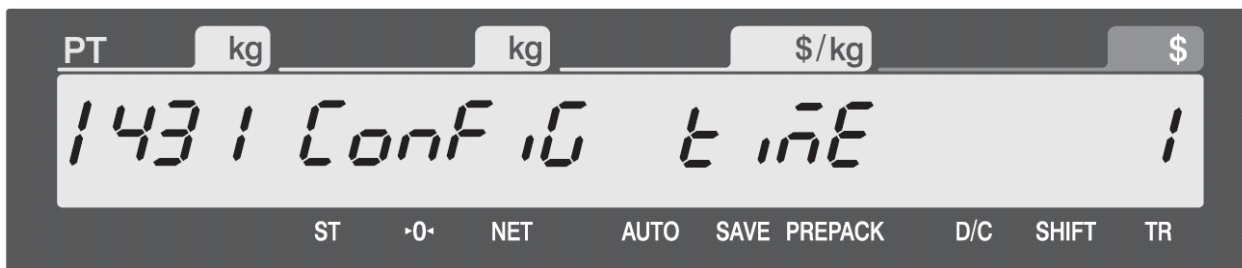 PT kg kg $/kg $
1431 ConFiG timE 1
ST ▸0◂ NET AUTO SAVE PREPACK D/C SHIFT TR